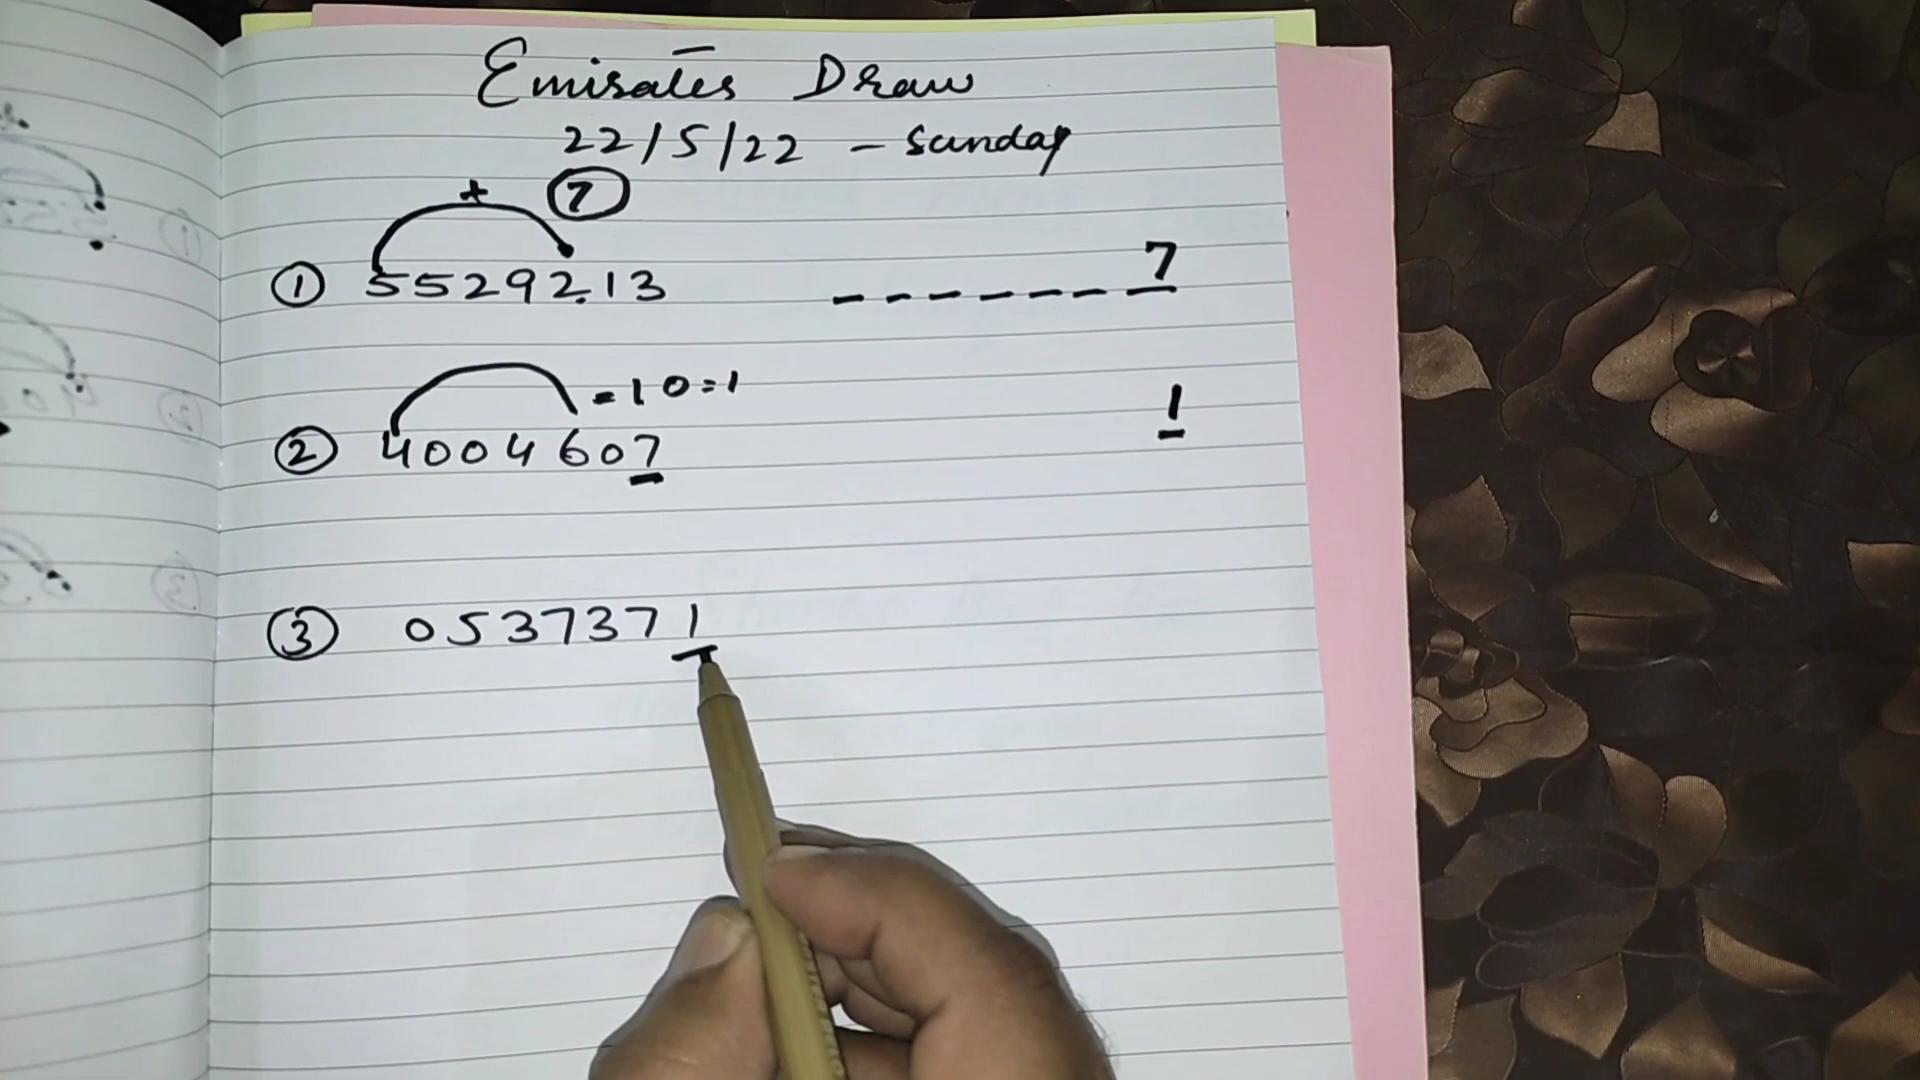 Emirates Draw
22/5/22 - Sunday
+ 7
1 5529213 _ _ _ _ _ _ 7
= 10 = 1
2 4004607 1
3 0537371